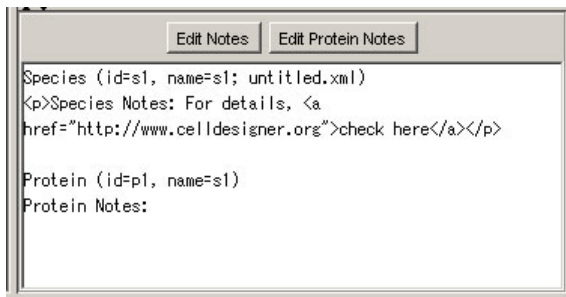 Edit Notes Edit Protein Notes
Species (id=s1, name=s1; untitled.xml)
<p>Species Notes: For details, <a
href="http://www.celldesigner.org">check here</a></p>
Protein (id=p1, name=s1)
Protein Notes: